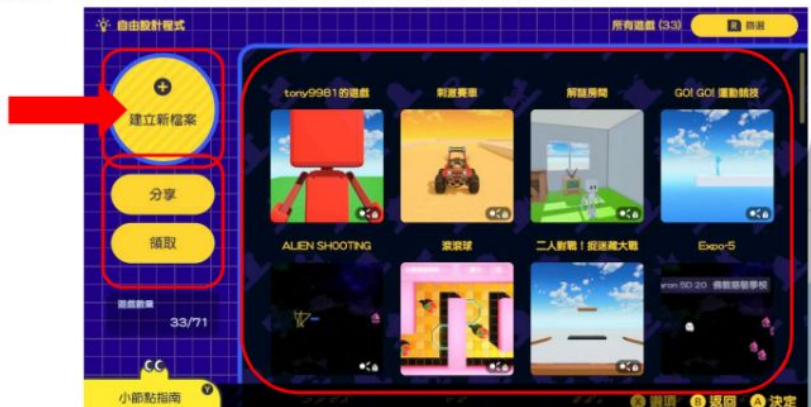 自由設計程式
所有遊戲 (33)
R 篩選
建立新檔案
分享
領取
遊戲數量
33/71
tony9981的遊戲
刺激賽車
解謎房間
GO! GO! 運動競技
ALIEN SHOOTING
滾滾球
二人對戰！捉迷藏大戰
Expo-5
小節點指南
Y
X 選項
B 返回
A 決定